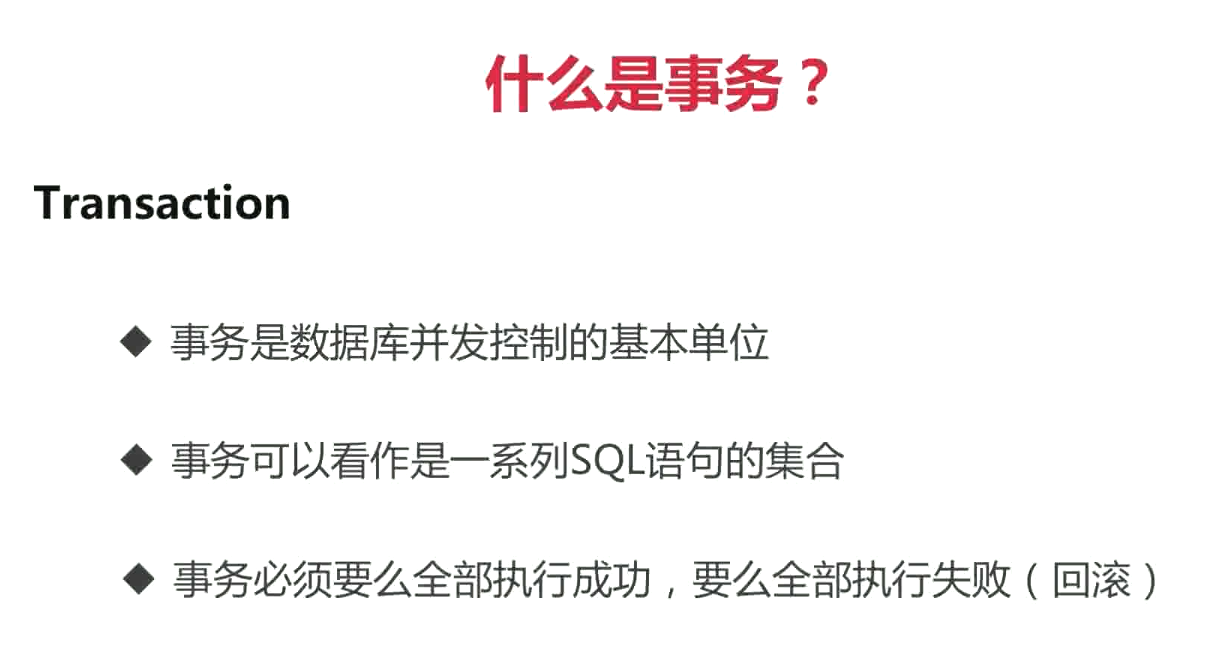 什么是事务？
Transaction
◆ 事务是数据库并发控制的基本单位
◆ 事务可以看作是一系列SQL语句的集合
◆ 事务必须要么全部执行成功，要么全部执行失败（回滚）